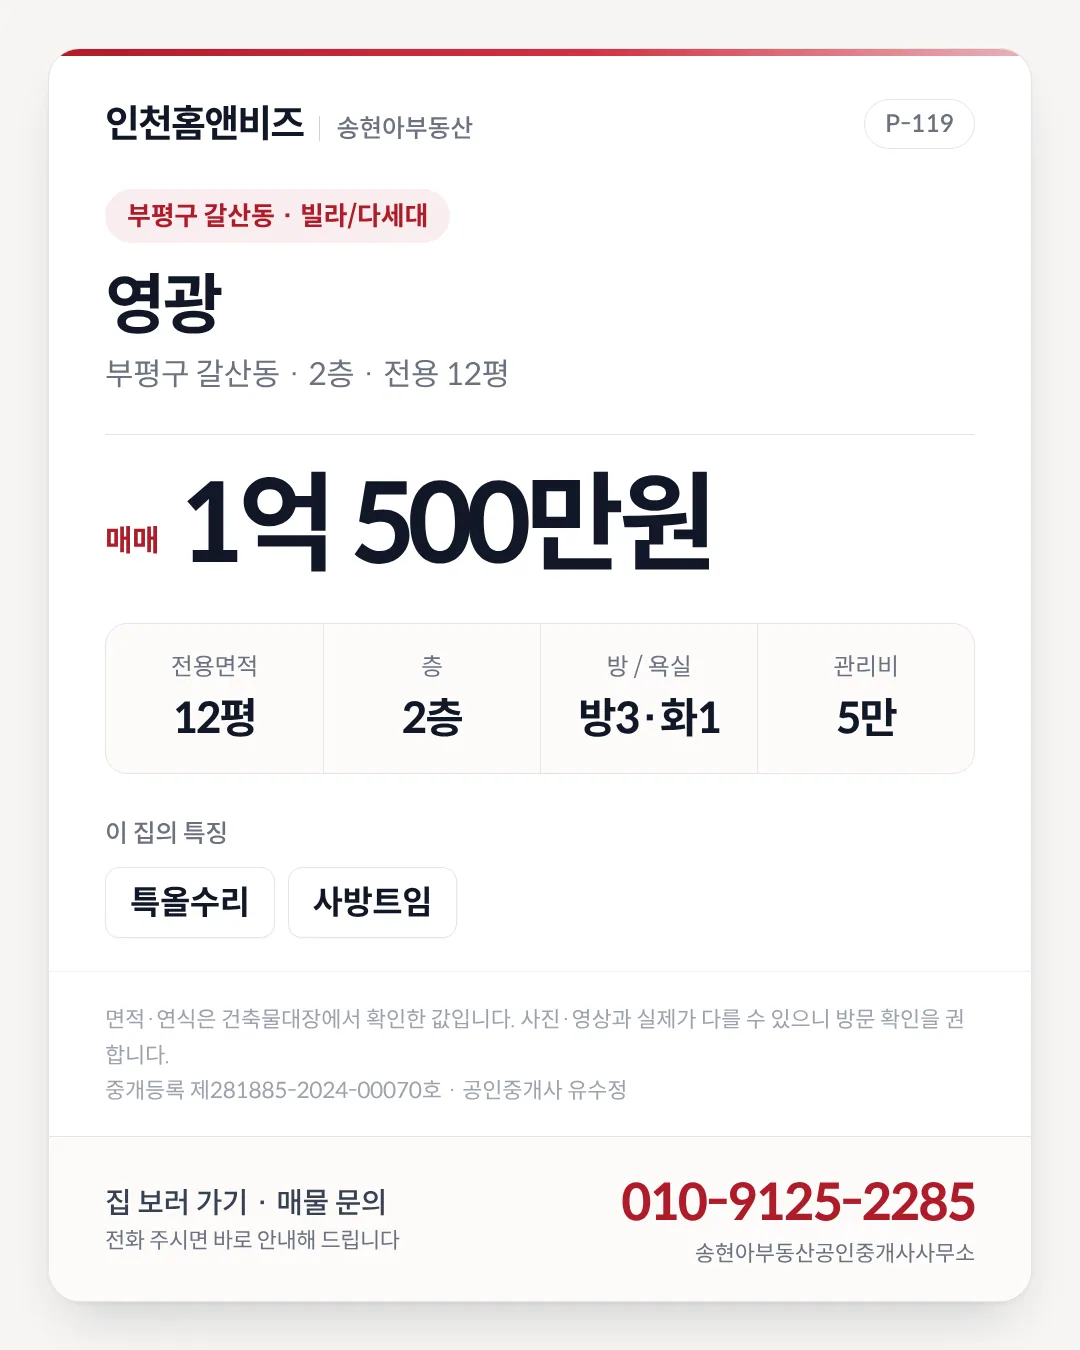 인천홈앤비즈 | 송현아부동산
P-119
부평구 갈산동 · 빌라/다세대
영광
부평구 갈산동 · 2층 · 전용 12평
매매 1억 500만원
전용면적 층 방 / 욕실 관리비
12평 2층 방3·화1 5만
이 집의 특징
특올수리 사방트임
면적·연식은 건축물대장에서 확인한 값입니다. 사진·영상과 실제가 다를 수 있으니 방문 확인을 권
합니다.
중개등록 제281885-2024-00070호 · 공인중개사 유수정
집 보러 가기 · 매물 문의
전화 주시면 바로 안내해 드립니다
010-9125-2285
송현아부동산공인중개사사무소